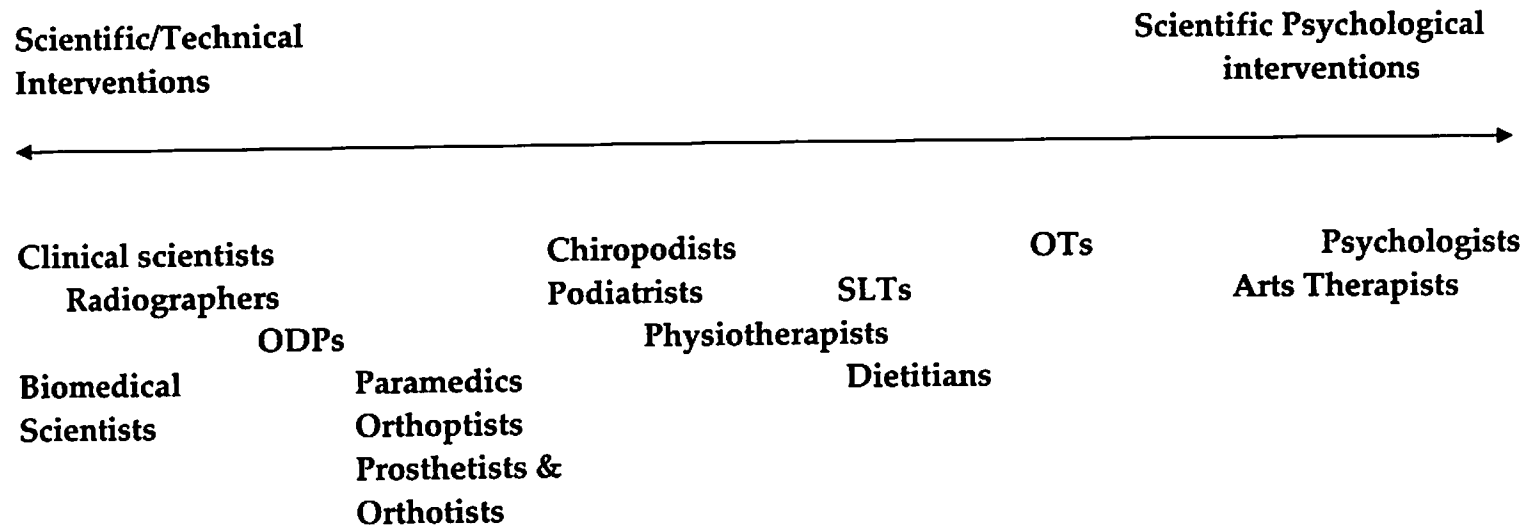 Scientific/Technical
Interventions
Scientific Psychological
interventions
Clinical scientists
Chiropodists
OTs
Psychologists
Radiographers
Podiatrists
SLTs
Arts Therapists
ODPs
Physiotherapists
Biomedical
Scientists
Paramedics
Orthoptists
Prosthetists &
Orthotists
Dietitians